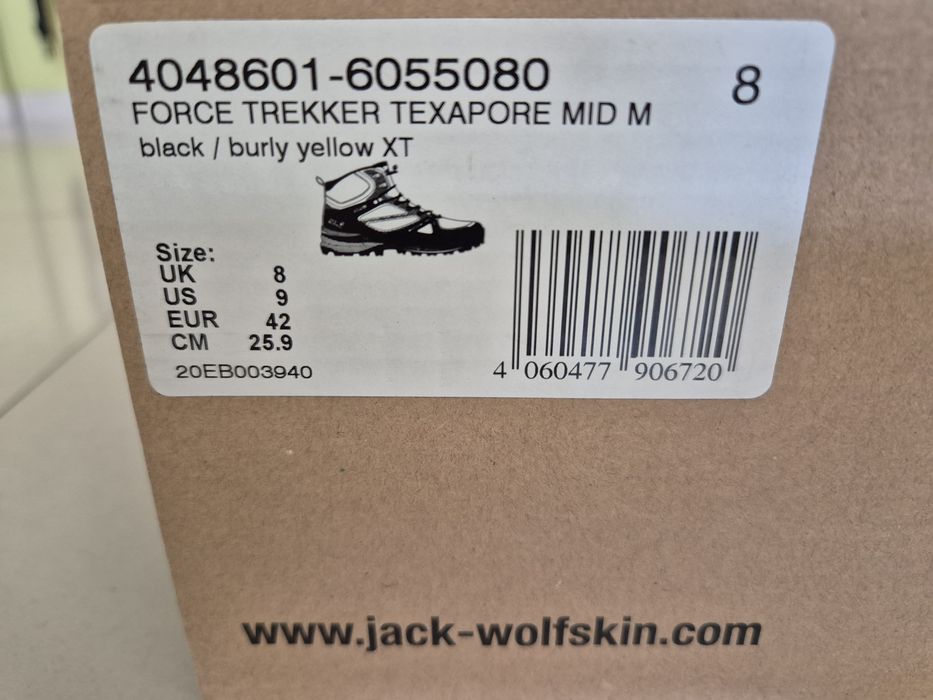 4048601-6055080
8
FORCE TREKKER TEXAPORE MID M
black / burly yellow XT
Size:
UK 8
US 9
EUR 42
CM 25.9
20EB003940
4 060477 906720
www.jack-wolfskin.com